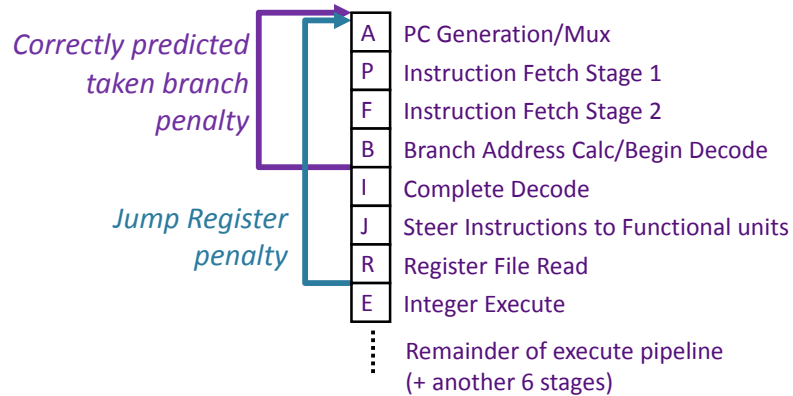 Correctly predicted
taken branch
penalty
Jump Register
penalty
A PC Generation/Mux
P Instruction Fetch Stage 1
F Instruction Fetch Stage 2
B Branch Address Calc/Begin Decode
I Complete Decode
J Steer Instructions to Functional units
R Register File Read
E Integer Execute
Remainder of execute pipeline
(+ another 6 stages)